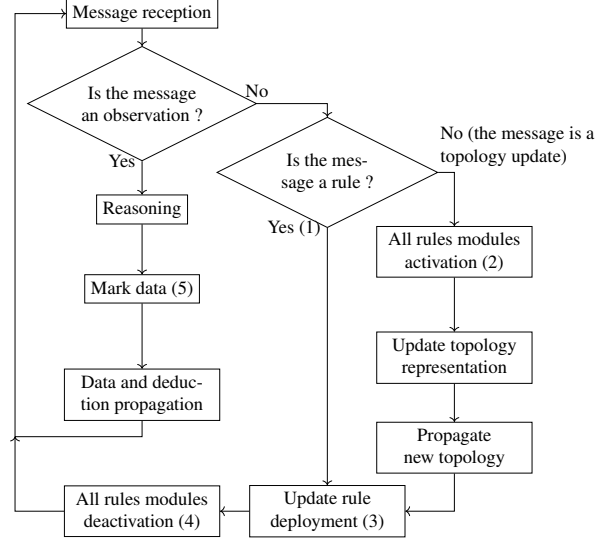 Message reception
Is the message
an observation ?
No
Yes
Is the mes-
sage a rule ?
No (the message is a
topology update)
Yes (1)
Reasoning
All rules modules
activation (2)
Mark data (5)
Update topology
representation
Data and deduc-
tion propagation
Propagate
new topology
All rules modules
deactivation (4)
Update rule
deployment (3)